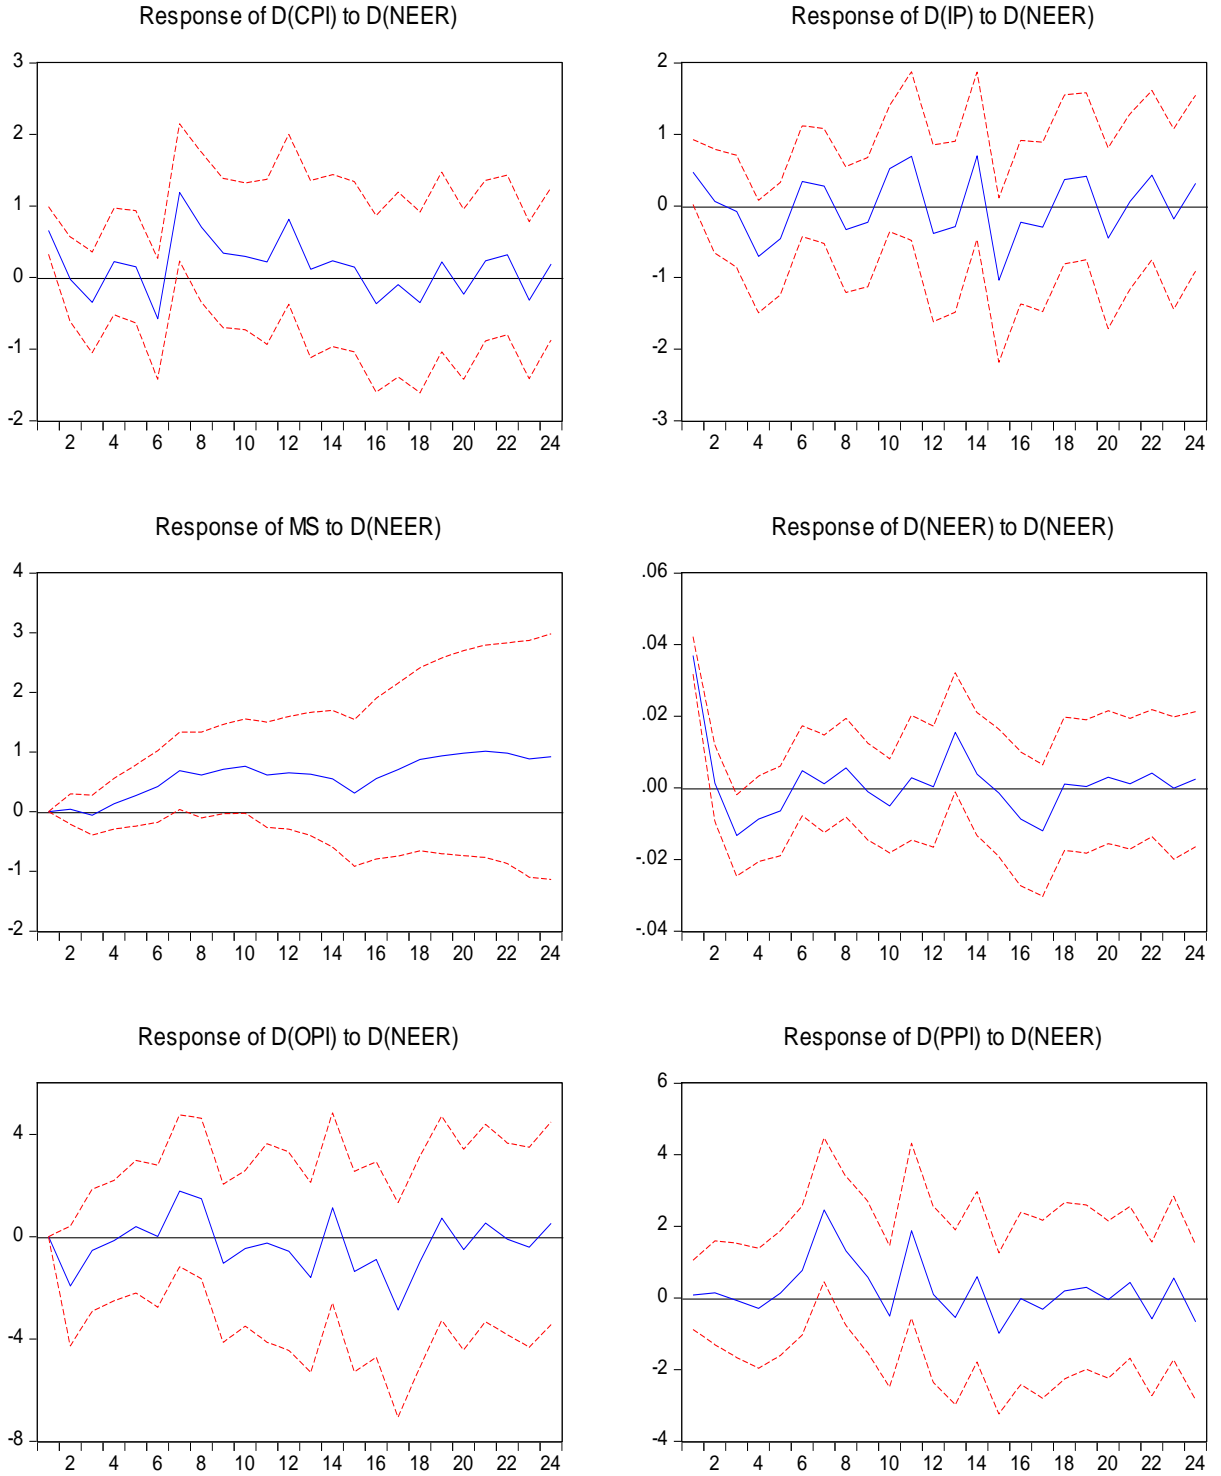 Response of D(CPI) to D(NEER)
3
2
1
0
-1
-2
2 4 6 8 10 12 14 16 18 20 22 24
Response of D(IP) to D(NEER)
2
1
0
-1
-2
-3
2 4 6 8 10 12 14 16 18 20 22 24
Response of MS to D(NEER)
4
3
2
1
0
-1
-2
2 4 6 8 10 12 14 16 18 20 22 24
Response of D(NEER) to D(NEER)
.06
.04
.02
.00
-.02
-.04
2 4 6 8 10 12 14 16 18 20 22 24
Response of D(OPI) to D(NEER)
4
0
-4
-8
2 4 6 8 10 12 14 16 18 20 22 24
Response of D(PPI) to D(NEER)
6
4
2
0
-2
-4
2 4 6 8 10 12 14 16 18 20 22 24